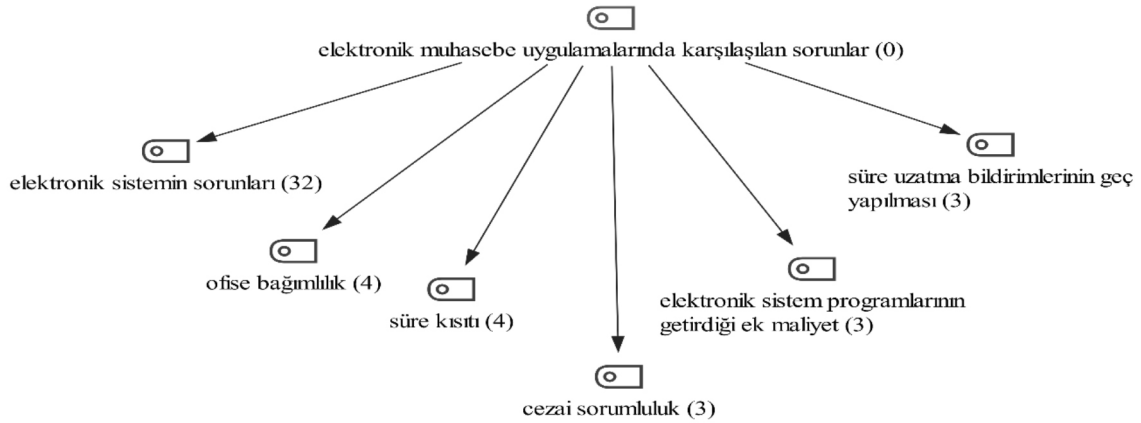 elektronik muhasebe uygulamalarında karşılaşılan sorunlar (0)
elektronik sistemin sorunları (32)
süre uzatma bildirimlerinin geç
yapılması (3)
ofise bağımlılık (4)
süre kısıtı (4)
elektronik sistem programlarının
getirdiği ek maliyet (3)
cezai sorumluluk (3)